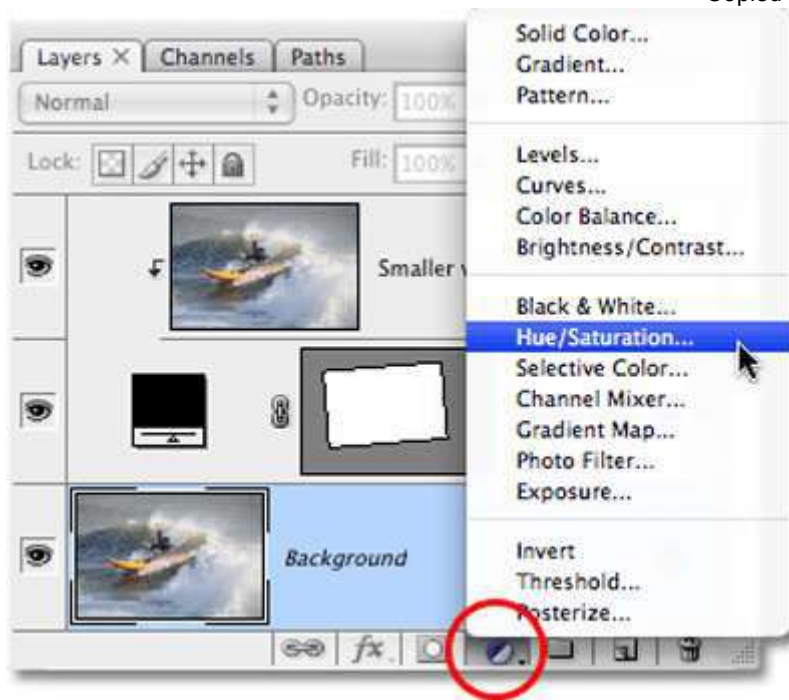 Layers × Channels Paths
Normal Opacity: 100%
Lock: Fill: 100%
Smaller
Background
fx
Solid Color...
Gradient...
Pattern...
Levels...
Curves...
Color Balance...
Brightness/Contrast...
Black & White...
Hue/Saturation...
Selective Color...
Channel Mixer...
Gradient Map...
Photo Filter...
Exposure...
Invert
Threshold...
Posterize...